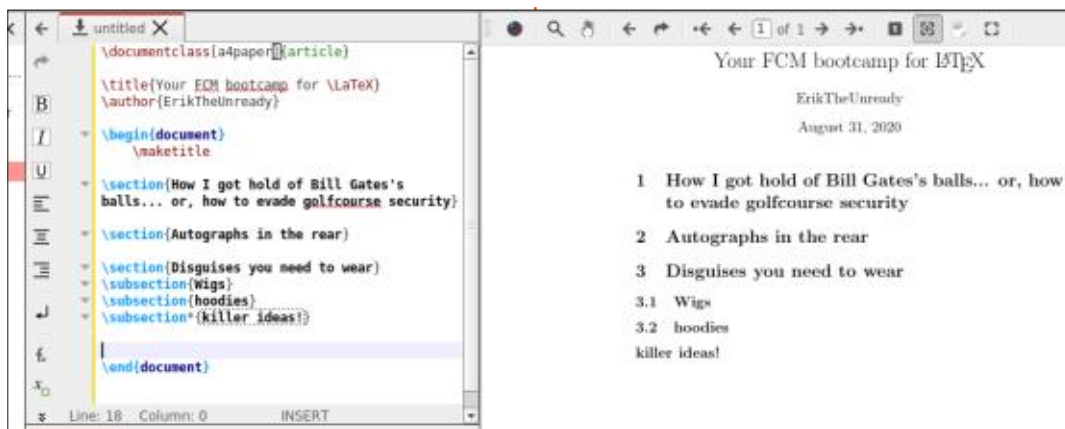 untitled
\documentclass[a4paper]{article}
\title{Your FCM bootcamp for \LaTeX}
\author{ErikTheUnready}
\begin{document}
\maketitle
\section{How I got hold of Bill Gates's
balls... or, how to evade golfcourse security}
\section{Autographs in the rear}
\section{Disguises you need to wear}
\subsection{Wigs}
\subsection{hoodies}
\subsection*{killer ideas!}
\end{document}
Line: 18 Column: 0 INSERT
1 of 1
Your FCM bootcamp for LATEX
ErikTheUnready
August 31, 2020
1 How I got hold of Bill Gates's balls... or, how
to evade golfcourse security
2 Autographs in the rear
3 Disguises you need to wear
3.1 Wigs
3.2 hoodies
killer ideas!